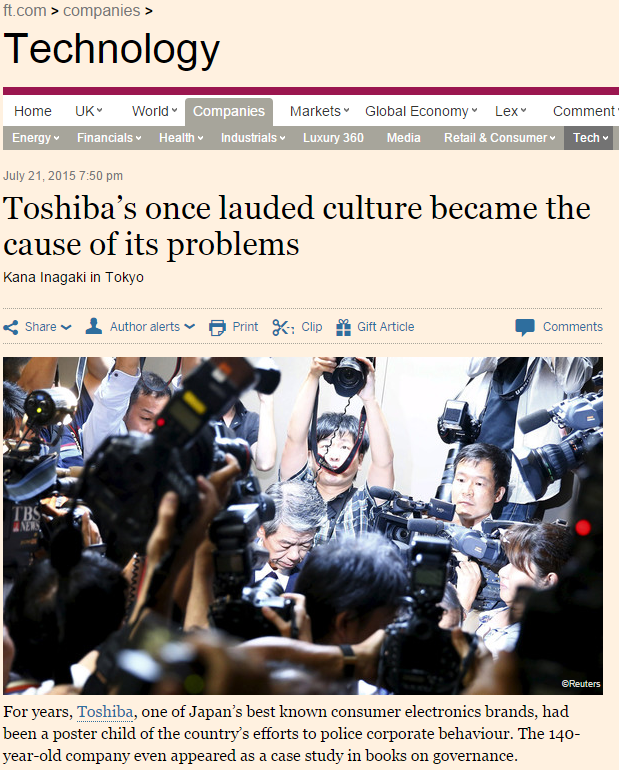 ft.com > companies >
Technology
Home UK World Companies Markets Global Economy Lex Comment
Energy Financials Health Industrials Luxury 360 Media Retail & Consumer Tech
July 21, 2015 7:50 pm
Toshiba’s once lauded culture became the
cause of its problems
Kana Inagaki in Tokyo
Share Author alerts Print Clip Gift Article Comments
TBS
NEWS
©Reuters
For years, Toshiba, one of Japan’s best known consumer electronics brands, had
been a poster child of the country’s efforts to police corporate behaviour. The 140-
year-old company even appeared as a case study in books on governance.